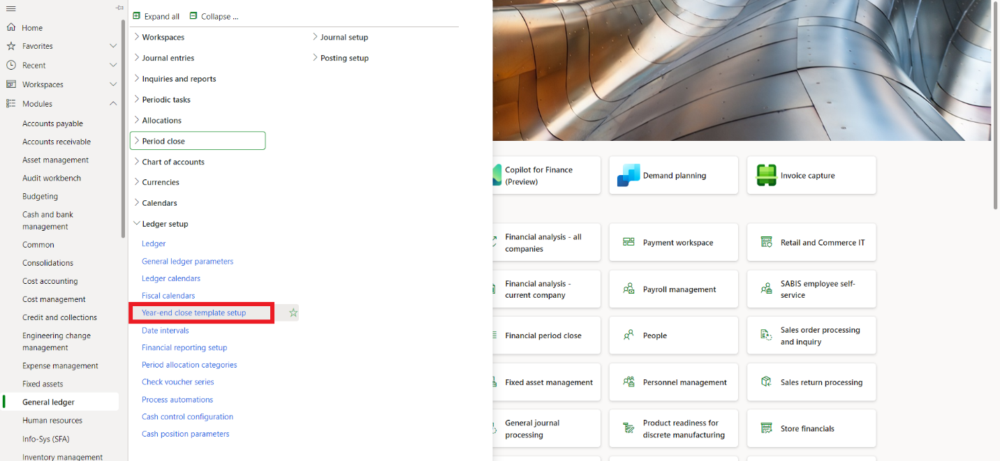 Home
Favorites
Recent
Workspaces
Modules
Accounts payable
Accounts receivable
Asset management
Audit workbench
Budgeting
Cash and bank
management
Common
Consolidations
Cost accounting
Cost management
Credit and collections
Engineering change
management
Expense management
Fixed assets
General ledger
Human resources
Info-Sys (SFA)
Inventory management
Expand all
Collapse ...
Workspaces
Journal entries
Inquiries and reports
Periodic tasks
Allocations
Period close
Chart of accounts
Currencies
Calendars
Ledger setup
Ledger
General ledger parameters
Ledger calendars
Fiscal calendars
Year-end close template setup
Date intervals
Financial reporting setup
Period allocation categories
Check voucher series
Process automations
Cash control configuration
Cash position parameters
Journal setup
Posting setup
Copilot for Finance
(Preview)
Demand planning
Invoice capture
Financial analysis - all
companies
Payment workspace
Retail and Commerce IT
Financial analysis -
current company
Payroll management
SABIS employee self-
service
Financial period close
People
Sales order processing
and inquiry
Fixed asset management
Personnel management
Sales return processing
General journal
processing
Product readiness for
discrete manufacturing
Store financials